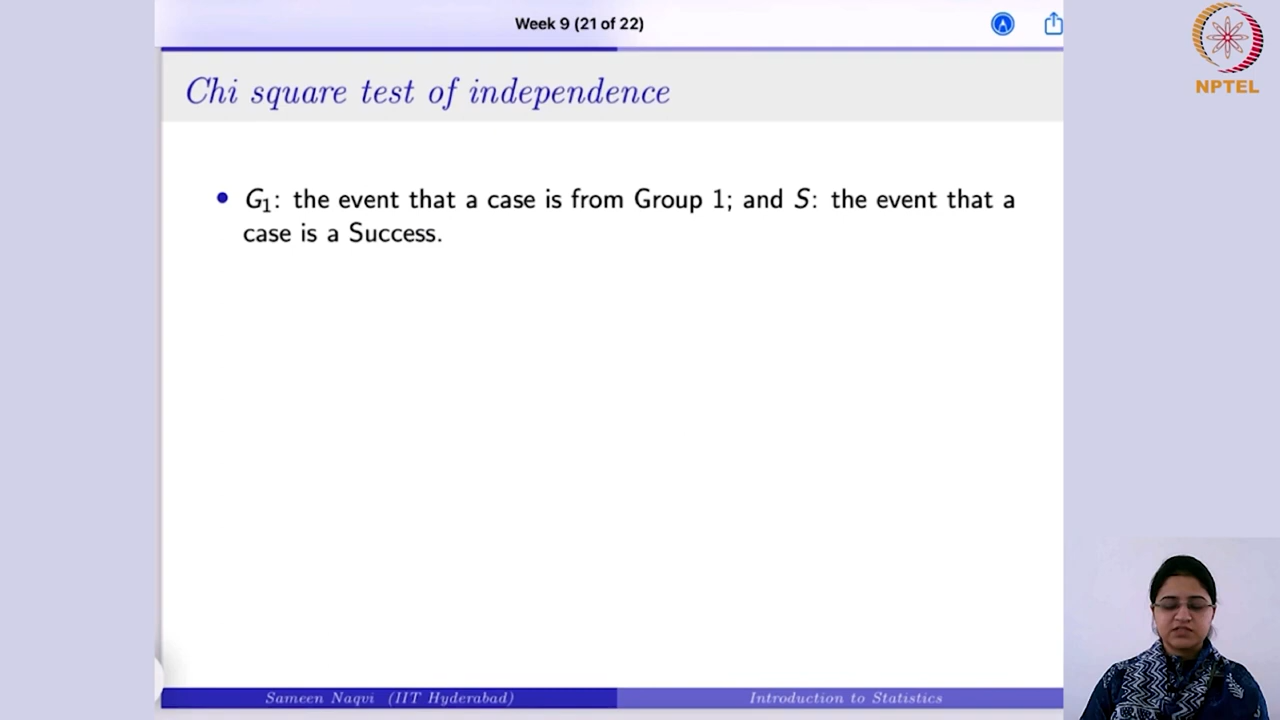 Week 9 (21 of 22)
NPTEL
Chi square test of independence
• G₁: the event that a case is from Group 1; and S: the event that a
case is a Success.
Sameen Naqvi (IIT Hyderabad)
Introduction to Statistics